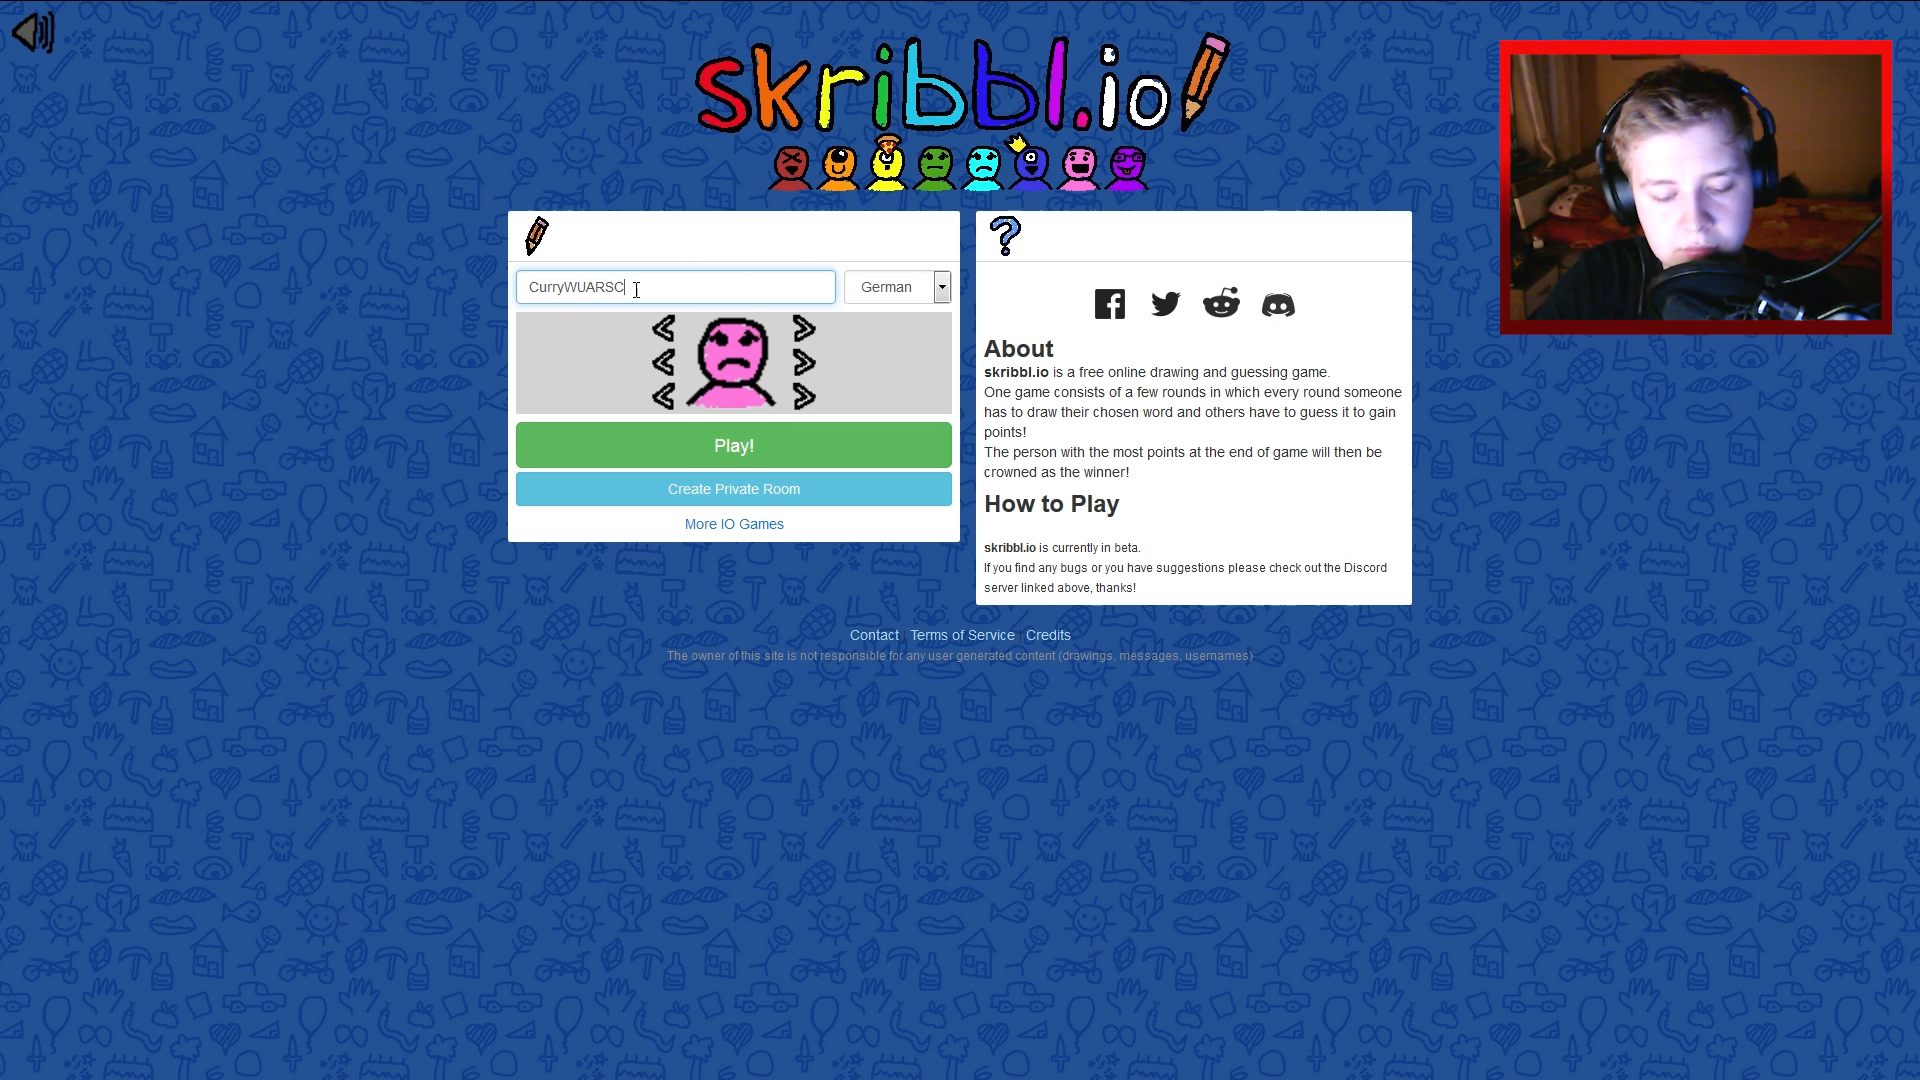 skribbl.io
CurryWUARSC
German
Play!
Create Private Room
More IO Games
About
skribbl.io is a free online drawing and guessing game.
One game consists of a few rounds in which every round someone
has to draw their chosen word and others have to guess it to gain
points!
The person with the most points at the end of game will then be
crowned as the winner!
How to Play
skribbl.io is currently in beta.
If you find any bugs or you have suggestions please check out the Discord
server linked above, thanks!
Contact | Terms of Service | Credits
The owner of this site is not responsible for any user generated content (drawings, messages, usernames)